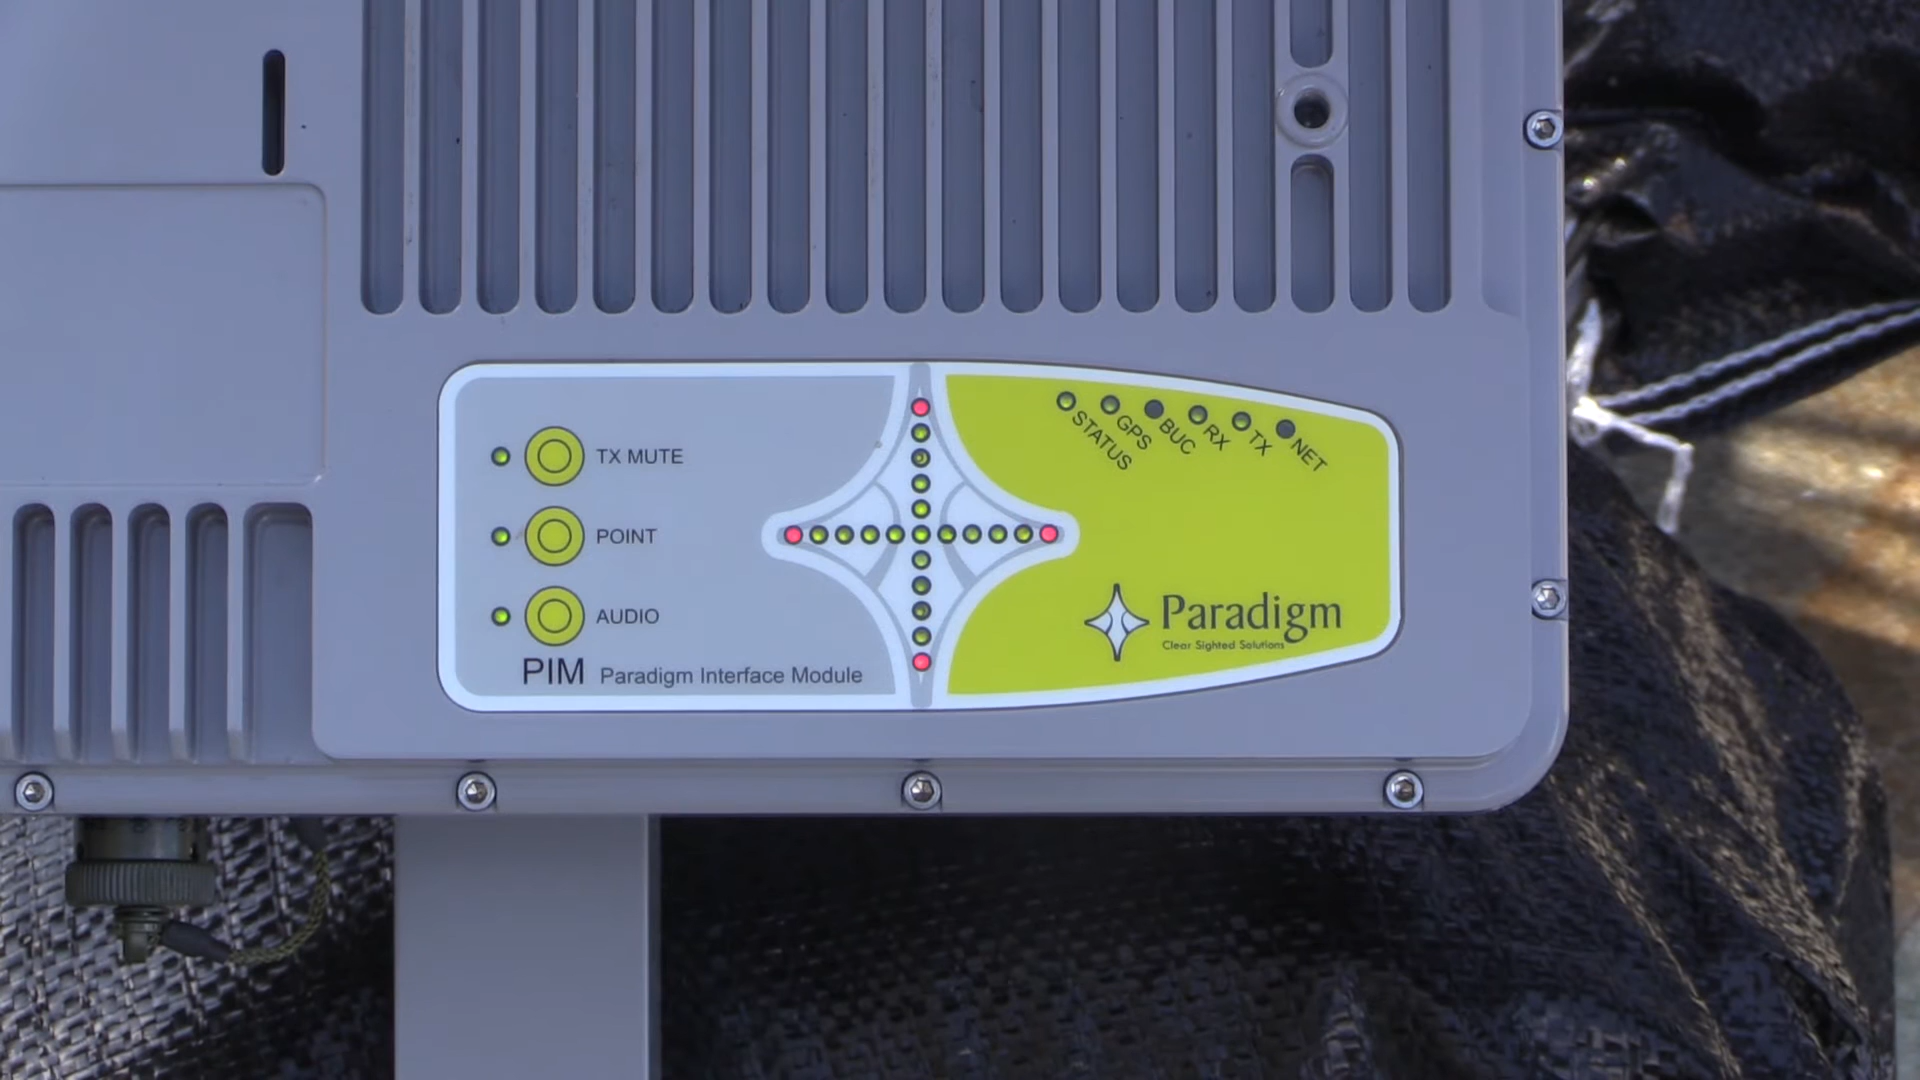 TX MUTE
POINT
AUDIO
PIM Paradigm Interface Module
STATUS
GPS
BUC
RX
TX
NET
Paradigm
Clear Sighted Solutions